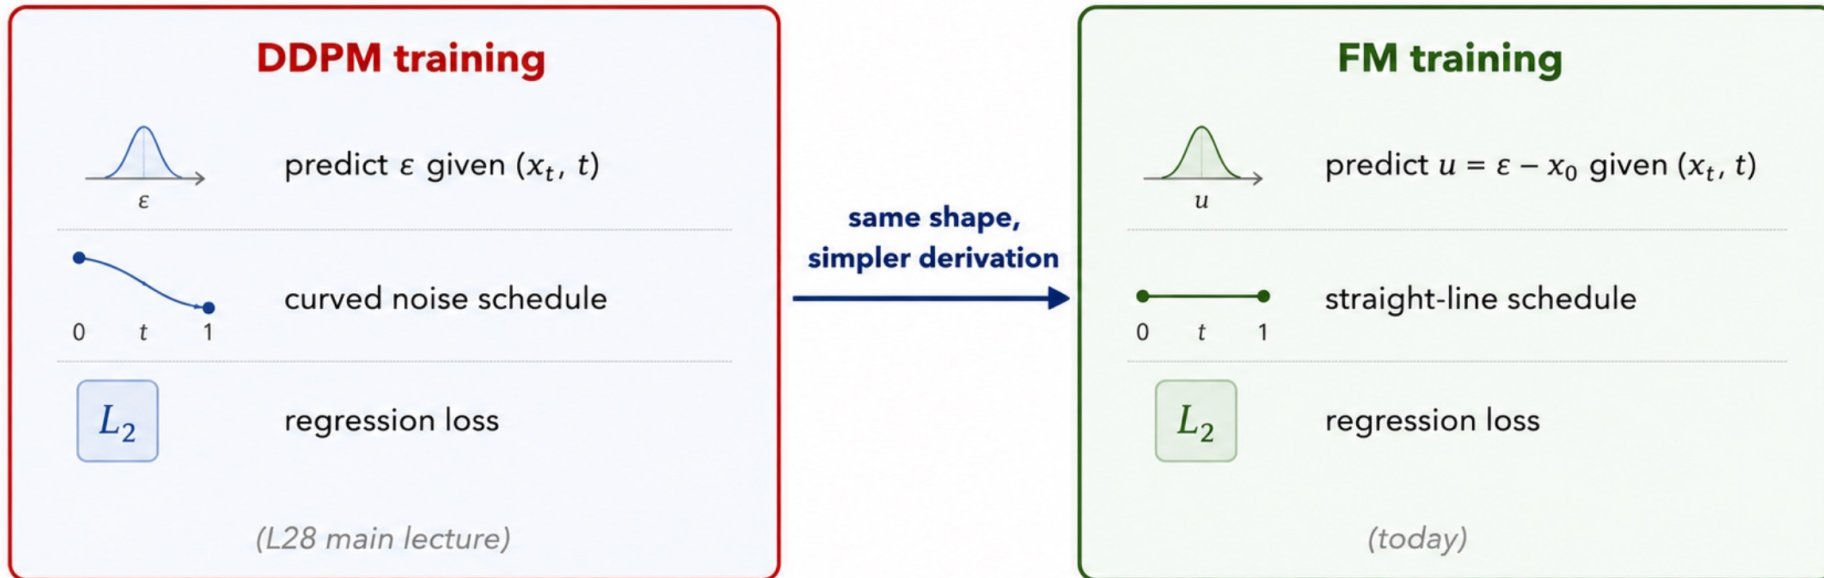 DDPM training
ε
predict ε given (xₜ, t)
0 t 1
curved noise schedule
L₂
regression loss
(L28 main lecture)
same shape,
simpler derivation
FM training
u
predict u = ε − x₀ given (xₜ, t)
0 t 1
straight-line schedule
L₂
regression loss
(today)